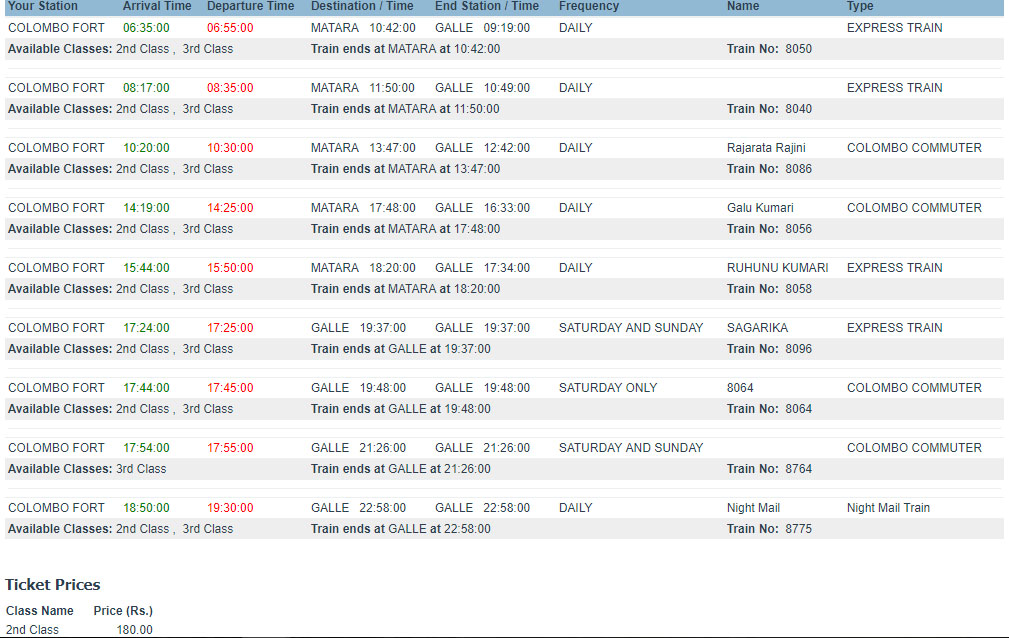 Your Station Arrival Time Departure Time Destination / Time End Station / Time Frequency Name Type
COLOMBO FORT 06:35:00 06:55:00 MATARA 10:42:00 GALLE 09:19:00 DAILY EXPRESS TRAIN
Available Classes: 2nd Class , 3rd Class Train ends at MATARA at 10:42:00 Train No: 8050
COLOMBO FORT 08:17:00 08:35:00 MATARA 11:50:00 GALLE 10:49:00 DAILY EXPRESS TRAIN
Available Classes: 2nd Class , 3rd Class Train ends at MATARA at 11:50:00 Train No: 8040
COLOMBO FORT 10:20:00 10:30:00 MATARA 13:47:00 GALLE 12:42:00 DAILY Rajarata Rajini COLOMBO COMMUTER
Available Classes: 2nd Class , 3rd Class Train ends at MATARA at 13:47:00 Train No: 8086
COLOMBO FORT 14:19:00 14:25:00 MATARA 17:48:00 GALLE 16:33:00 DAILY Galu Kumari COLOMBO COMMUTER
Available Classes: 2nd Class , 3rd Class Train ends at MATARA at 17:48:00 Train No: 8056
COLOMBO FORT 15:44:00 15:50:00 MATARA 18:20:00 GALLE 17:34:00 DAILY RUHUNU KUMARI EXPRESS TRAIN
Available Classes: 2nd Class , 3rd Class Train ends at MATARA at 18:20:00 Train No: 8058
COLOMBO FORT 17:24:00 17:25:00 GALLE 19:37:00 GALLE 19:37:00 SATURDAY AND SUNDAY SAGARIKA EXPRESS TRAIN
Available Classes: 2nd Class , 3rd Class Train ends at GALLE at 19:37:00 Train No: 8096
COLOMBO FORT 17:44:00 17:45:00 GALLE 19:48:00 GALLE 19:48:00 SATURDAY ONLY 8064 COLOMBO COMMUTER
Available Classes: 2nd Class , 3rd Class Train ends at GALLE at 19:48:00 Train No: 8064
COLOMBO FORT 17:54:00 17:55:00 GALLE 21:26:00 GALLE 21:26:00 SATURDAY AND SUNDAY COLOMBO COMMUTER
Available Classes: 3rd Class Train ends at GALLE at 21:26:00 Train No: 8764
COLOMBO FORT 18:50:00 19:30:00 GALLE 22:58:00 GALLE 22:58:00 DAILY Night Mail Night Mail Train
Available Classes: 2nd Class , 3rd Class Train ends at GALLE at 22:58:00 Train No: 8775
Ticket Prices
Class Name Price (Rs.)
2nd Class 180.00